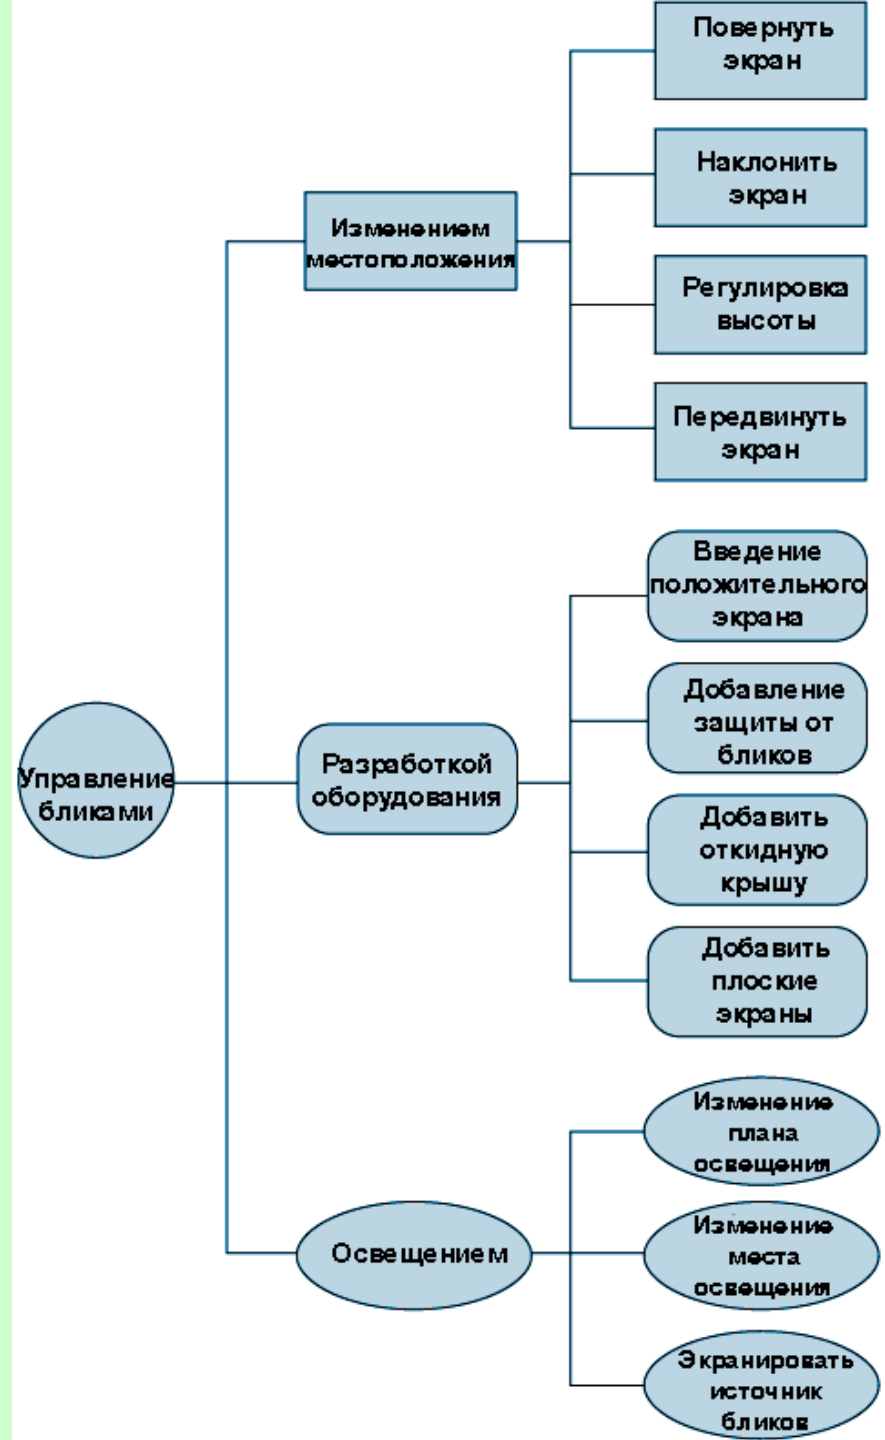 Повернуть
экран
Наклонить
экран
Изменением
местоположения
Регулировка
высоты
Передвинуть
экран
Введение
положительного
экрана
Добавление
защиты от
бликов
Управление
бликами
Разработкой
оборудования
Добавить
откидную
крышу
Добавить
плоские
экраны
Изменение
плана
освещения
Освещением
Изменение
места
освещения
Экранировать
источник
бликов